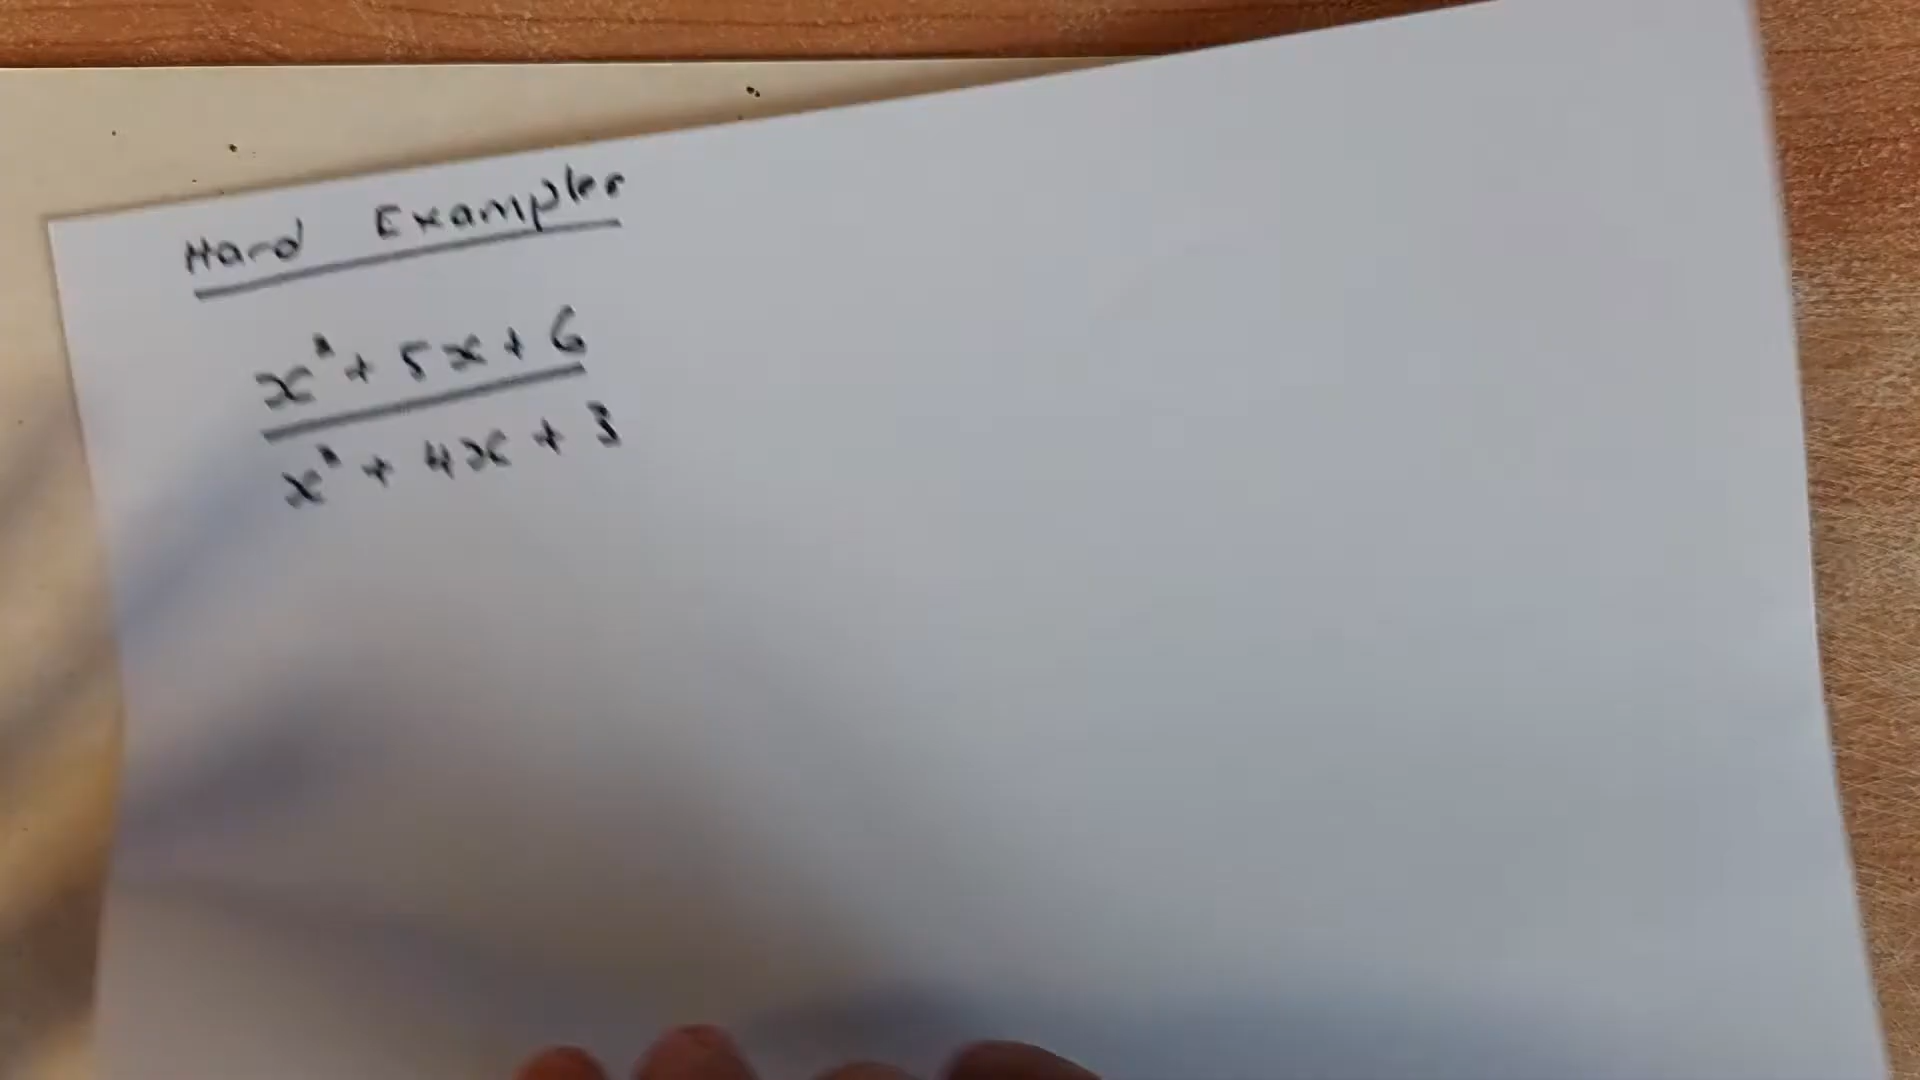 Hard Examples
x² + 5x + 6
x² + 4x + 3